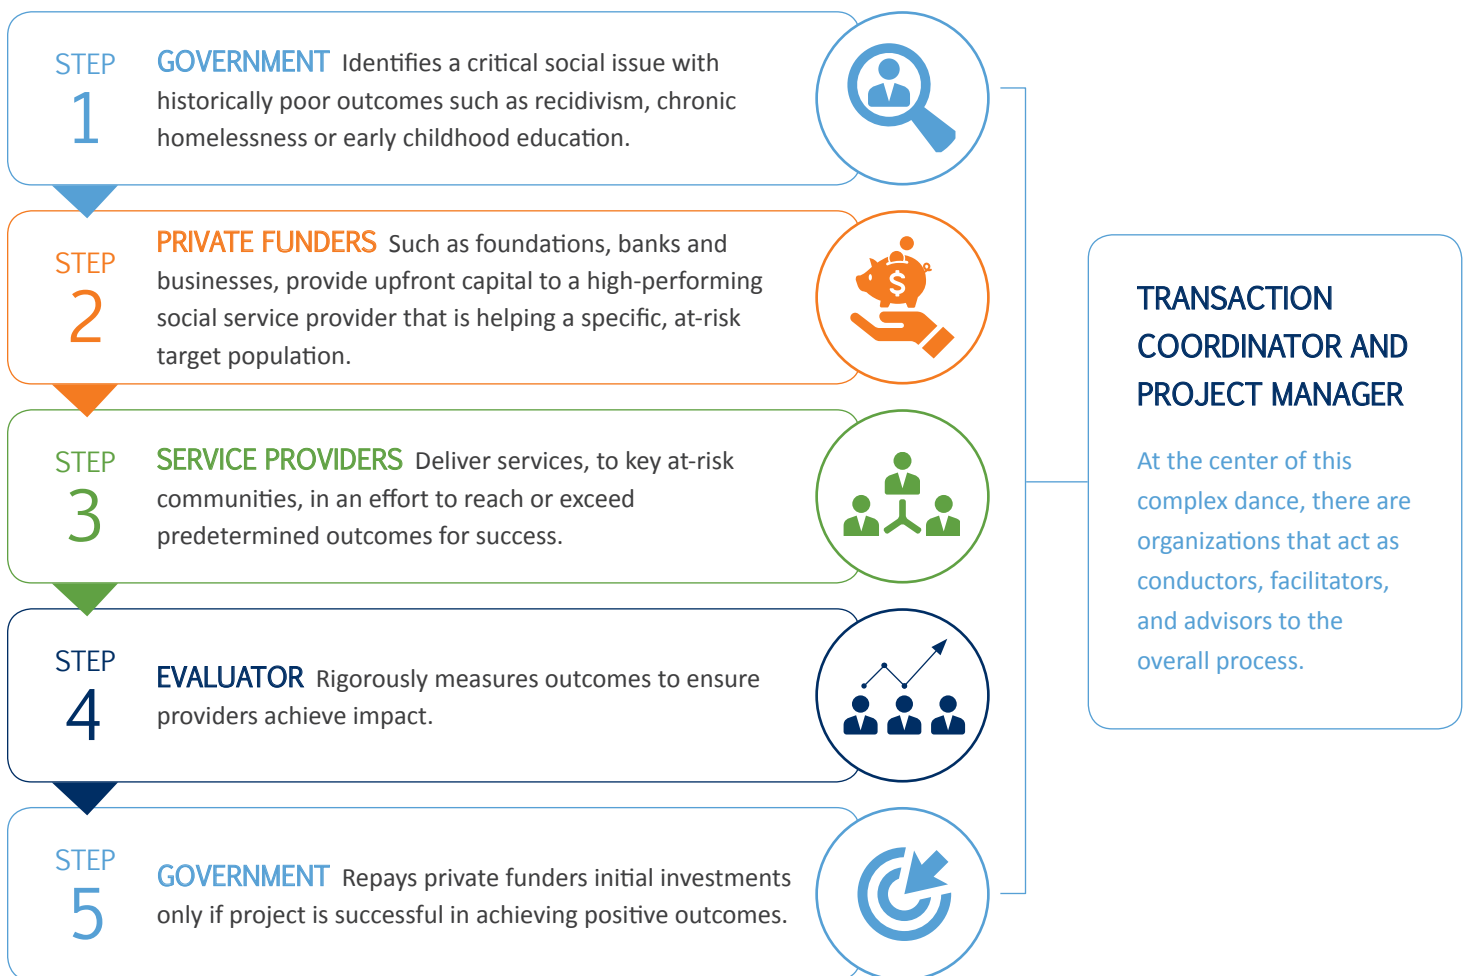 STEP
1
GOVERNMENT Identifies a critical social issue with
historically poor outcomes such as recidivism, chronic
homelessness or early childhood education.
STEP
2
PRIVATE FUNDERS Such as foundations, banks and
businesses, provide upfront capital to a high-performing
social service provider that is helping a specific, at-risk
target population.
$
STEP
3
SERVICE PROVIDERS Deliver services, to key at-risk
communities, in an effort to reach or exceed
predetermined outcomes for success.
STEP
4
EVALUATOR Rigorously measures outcomes to ensure
providers achieve impact.
STEP
5
GOVERNMENT Repays private funders initial investments
only if project is successful in achieving positive outcomes.
TRANSACTION
COORDINATOR AND
PROJECT MANAGER
At the center of this
complex dance, there are
organizations that act as
conductors, facilitators,
and advisors to the
overall process.